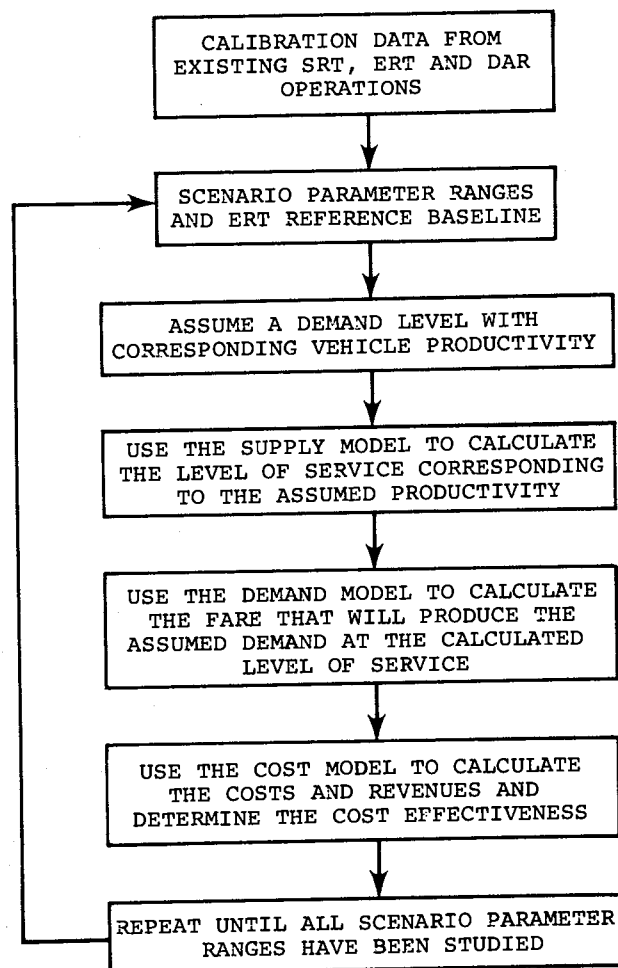 CALIBRATION DATA FROM
EXISTING SRT, ERT AND DAR
OPERATIONS
SCENARIO PARAMETER RANGES
AND ERT REFERENCE BASELINE
ASSUME A DEMAND LEVEL WITH
CORRESPONDING VEHICLE PRODUCTIVITY
USE THE SUPPLY MODEL TO CALCULATE
THE LEVEL OF SERVICE CORRESPONDING
TO THE ASSUMED PRODUCTIVITY
USE THE DEMAND MODEL TO CALCULATE
THE FARE THAT WILL PRODUCE THE
ASSUMED DEMAND AT THE CALCULATED
LEVEL OF SERVICE
USE THE COST MODEL TO CALCULATE
THE COSTS AND REVENUES AND
DETERMINE THE COST EFFECTIVENESS
REPEAT UNTIL ALL SCENARIO PARAMETER
RANGES HAVE BEEN STUDIED